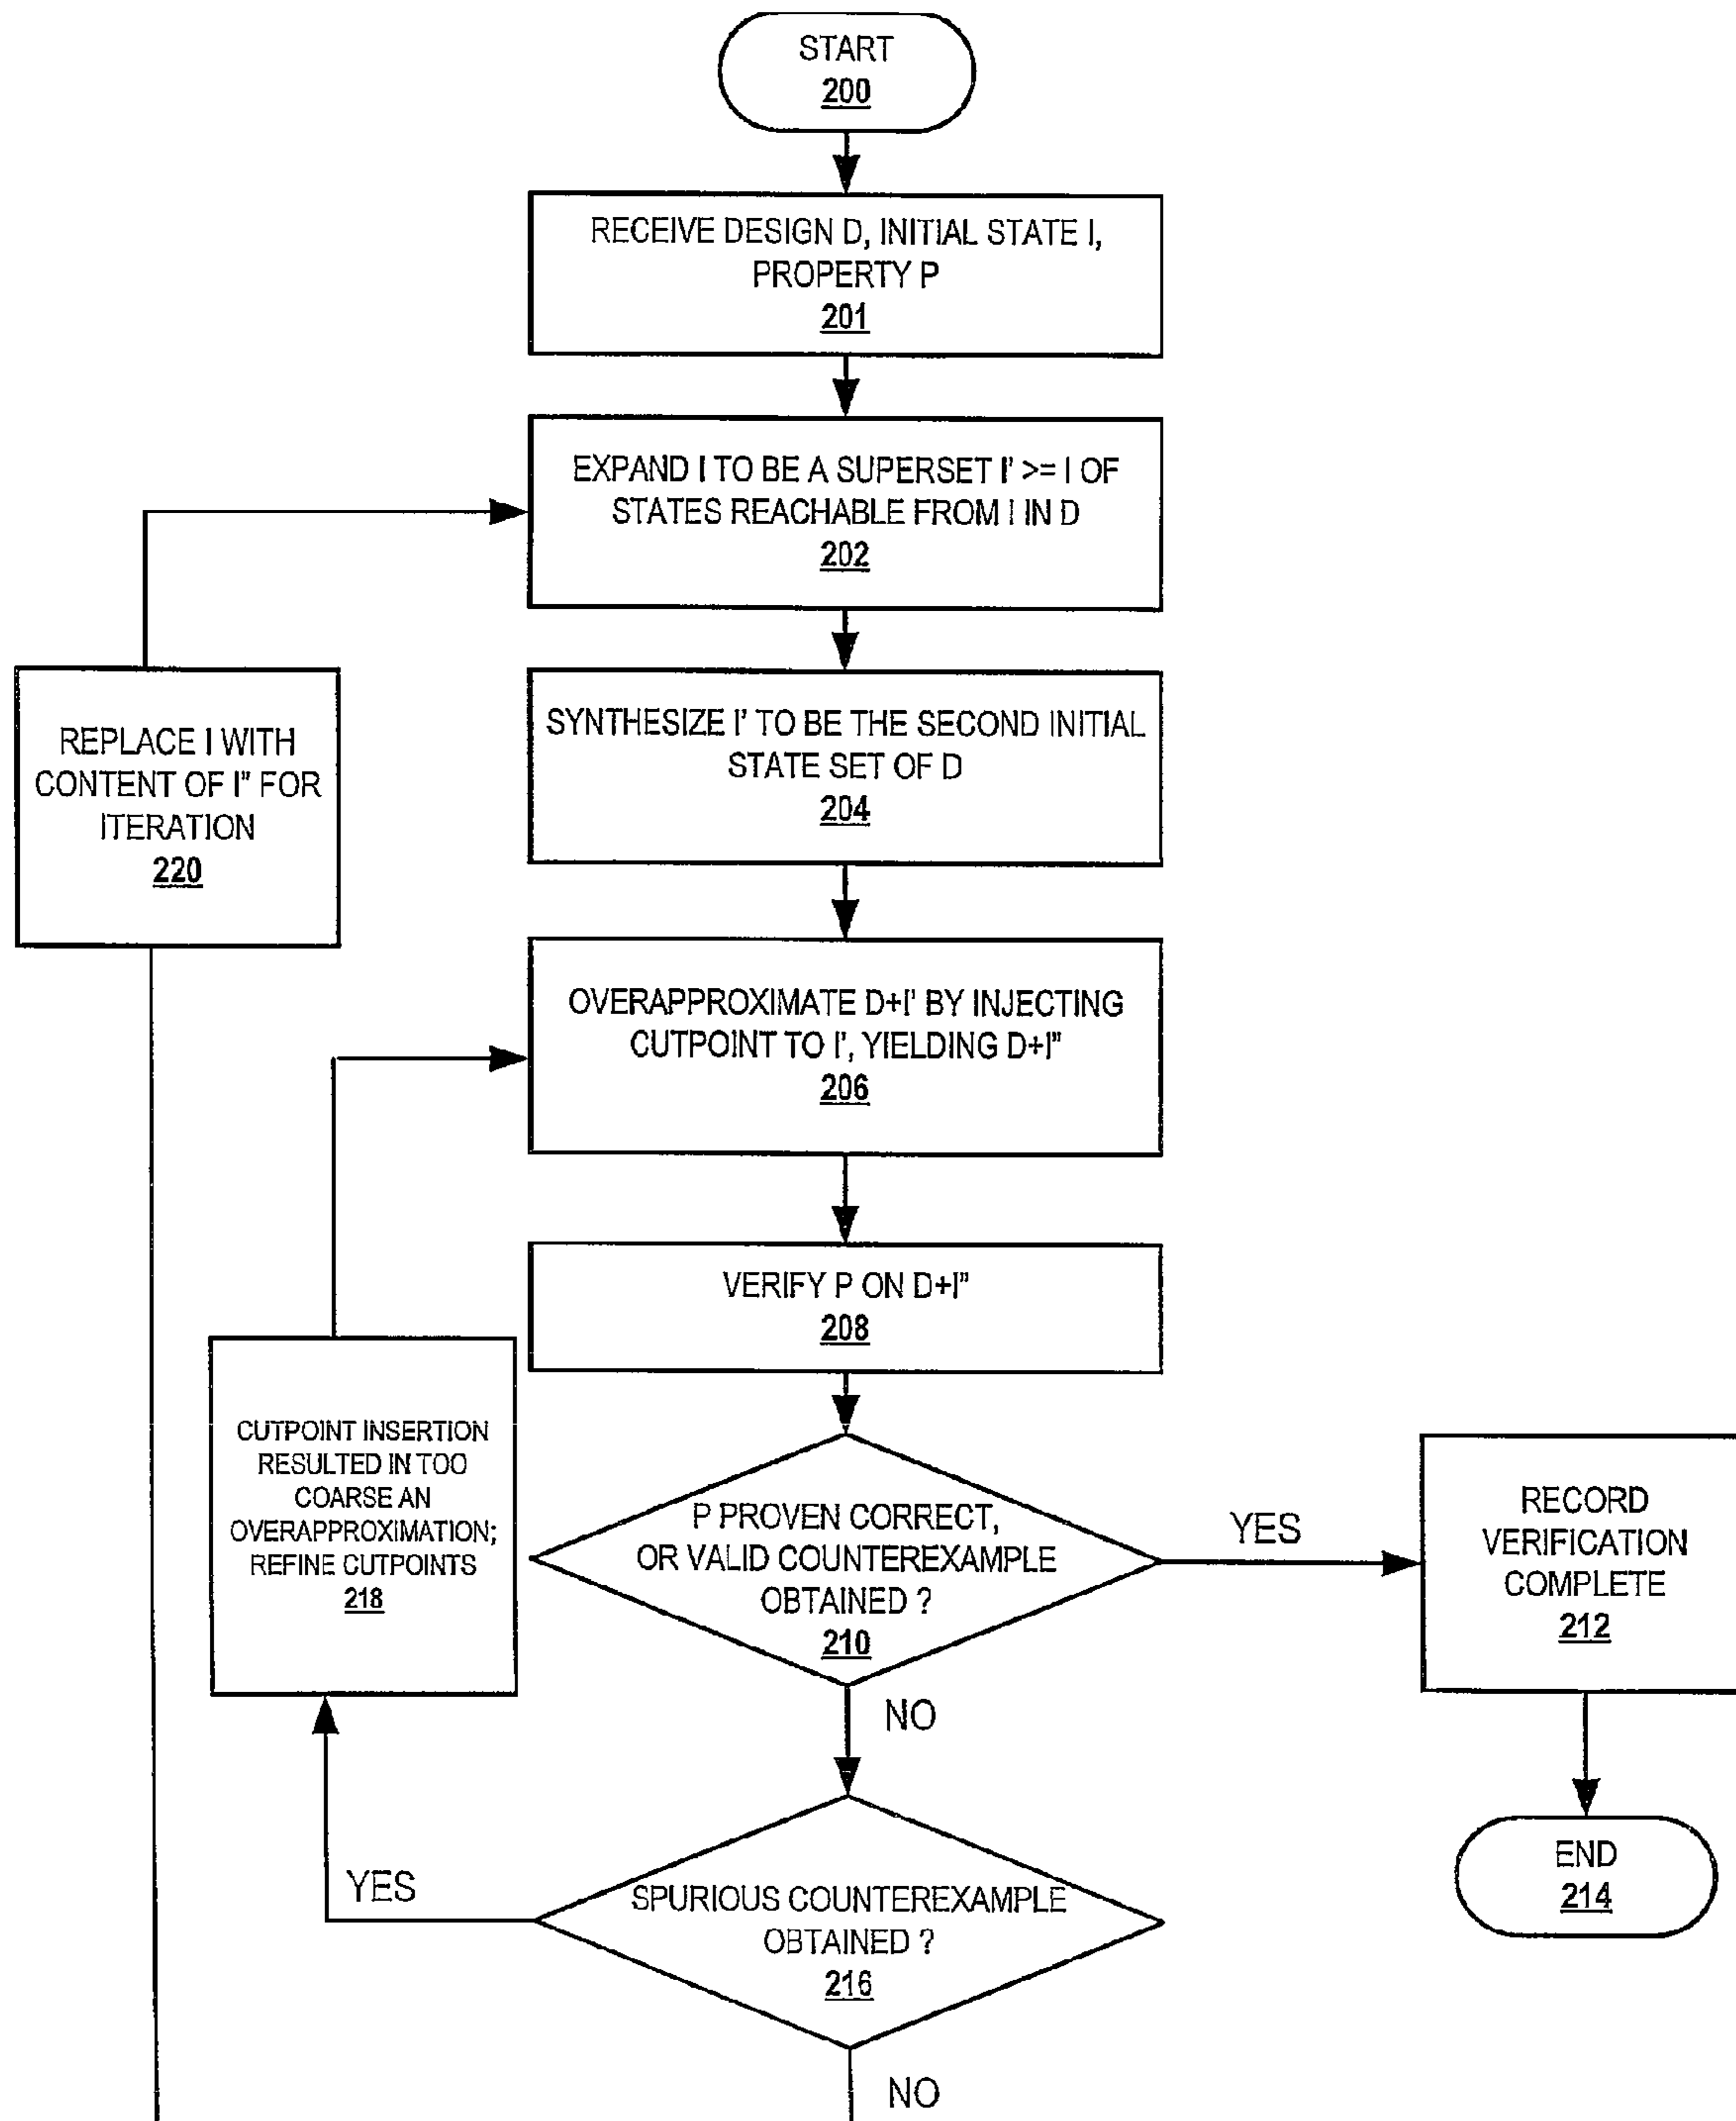 START
200
RECEIVE DESIGN D, INITIAL STATE I,
PROPERTY P
201
EXPAND I TO BE A SUPERSET I' >= I OF
STATES REACHABLE FROM I IN D
202
SYNTHESIZE I' TO BE THE SECOND INITIAL
STATE SET OF D
204
REPLACE I WITH
CONTENT OF I" FOR
ITERATION
220
OVERAPPROXIMATE D+I' BY INJECTING
CUTPOINT TO I', YIELDING D+I"
206
VERIFY P ON D+I"
208
CUTPOINT INSERTION
RESULTED IN TOO
COARSE AN
OVERAPPROXIMATION;
REFINE CUTPOINTS
218
P PROVEN CORRECT,
OR VALID COUNTEREXAMPLE
OBTAINED ?
210
YES
RECORD
VERIFICATION
COMPLETE
212
NO
END
214
YES
SPURIOUS COUNTEREXAMPLE
OBTAINED ?
216
NO